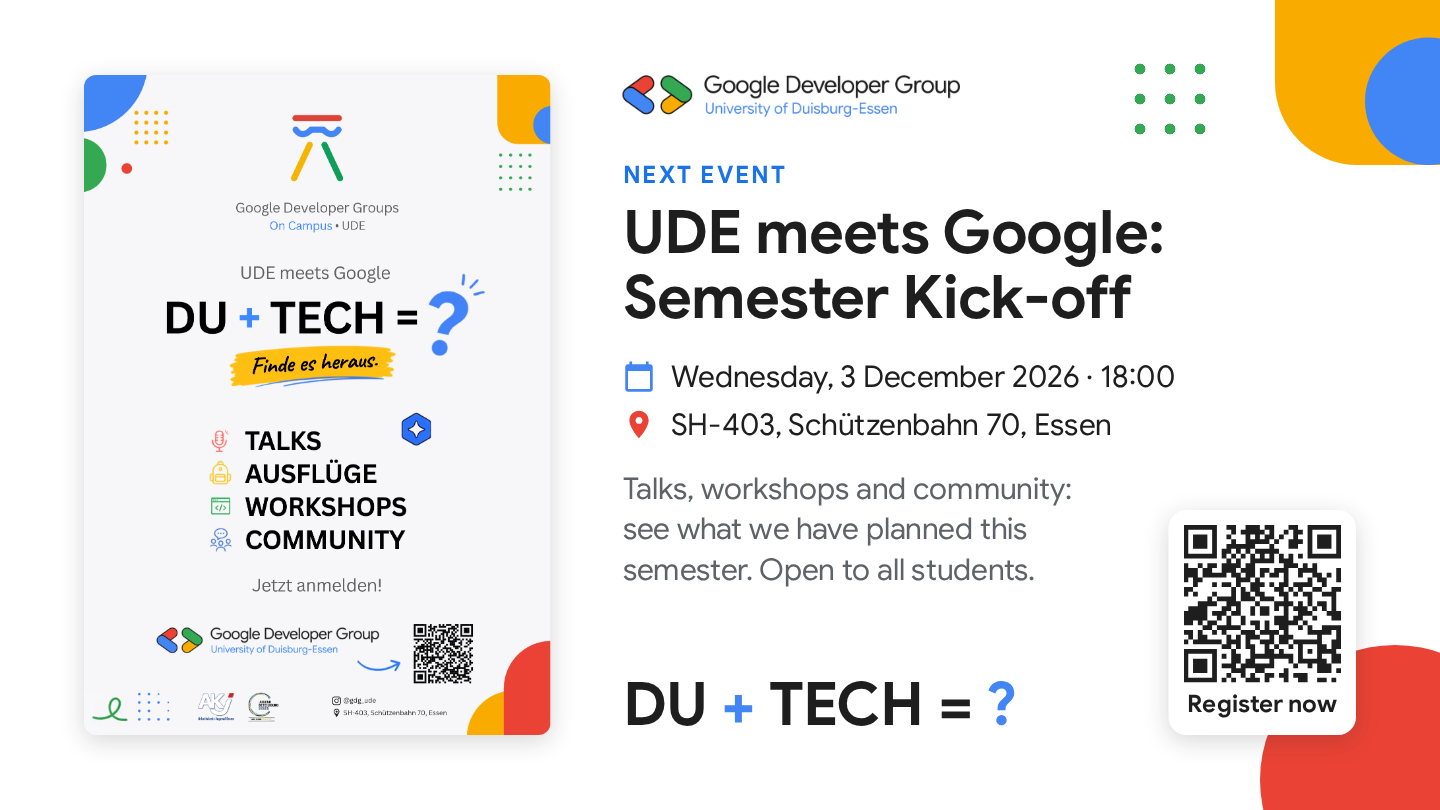 Google Developer Groups
On Campus • UDE
UDE meets Google
DU + TECH = ?
Finde es heraus.
TALKS
AUSFLÜGE
WORKSHOPS
COMMUNITY
Jetzt anmelden!
Google Developer Group
University of Duisburg-Essen
@gdg_ude
SH-403, Schützenbahn 70, Essen
Google Developer Group
University of Duisburg-Essen
NEXT EVENT
UDE meets Google:
Semester Kick-off
Wednesday, 3 December 2026 · 18:00
SH-403, Schützenbahn 70, Essen
Talks, workshops and community:
see what we have planned this
semester. Open to all students.
DU + TECH = ?
Register now